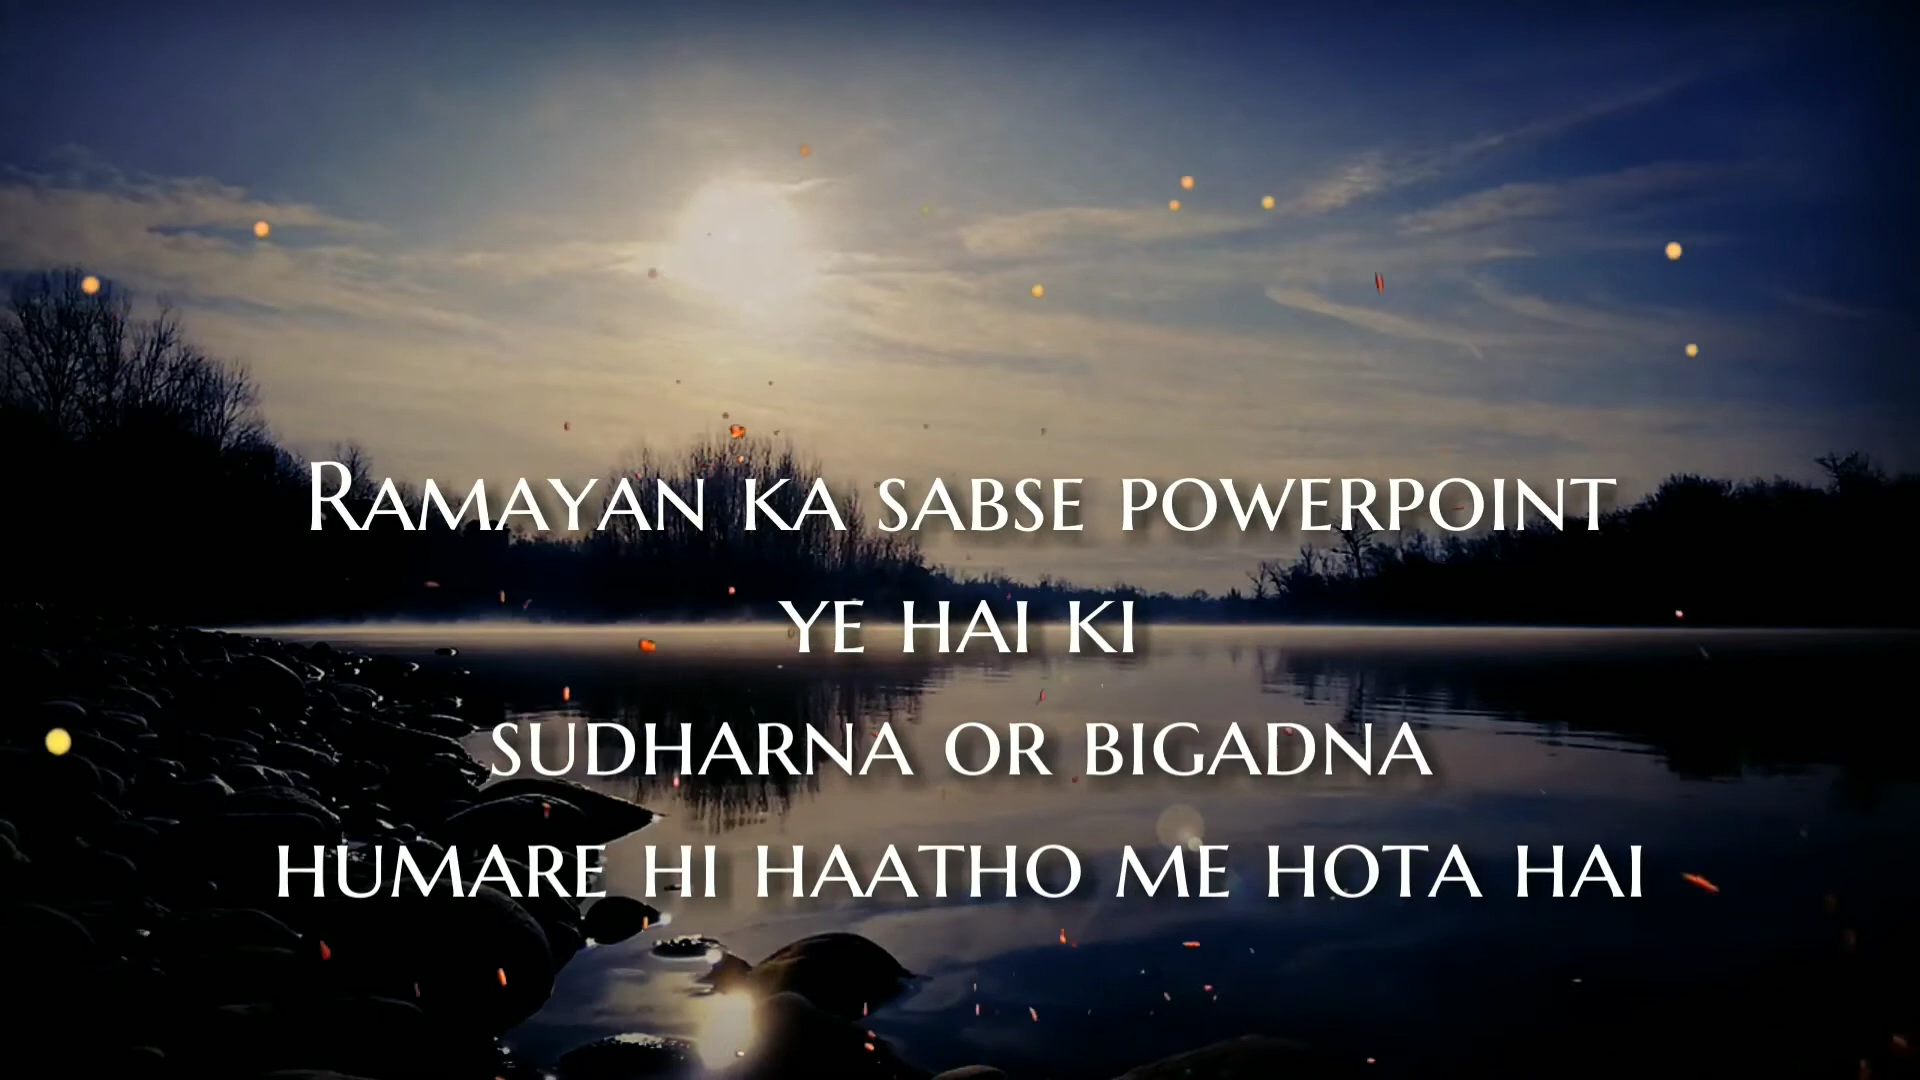 Ramayan ka sabse powerpoint
ye hai ki
sudharna or bigadna
humare hi haatho me hota hai